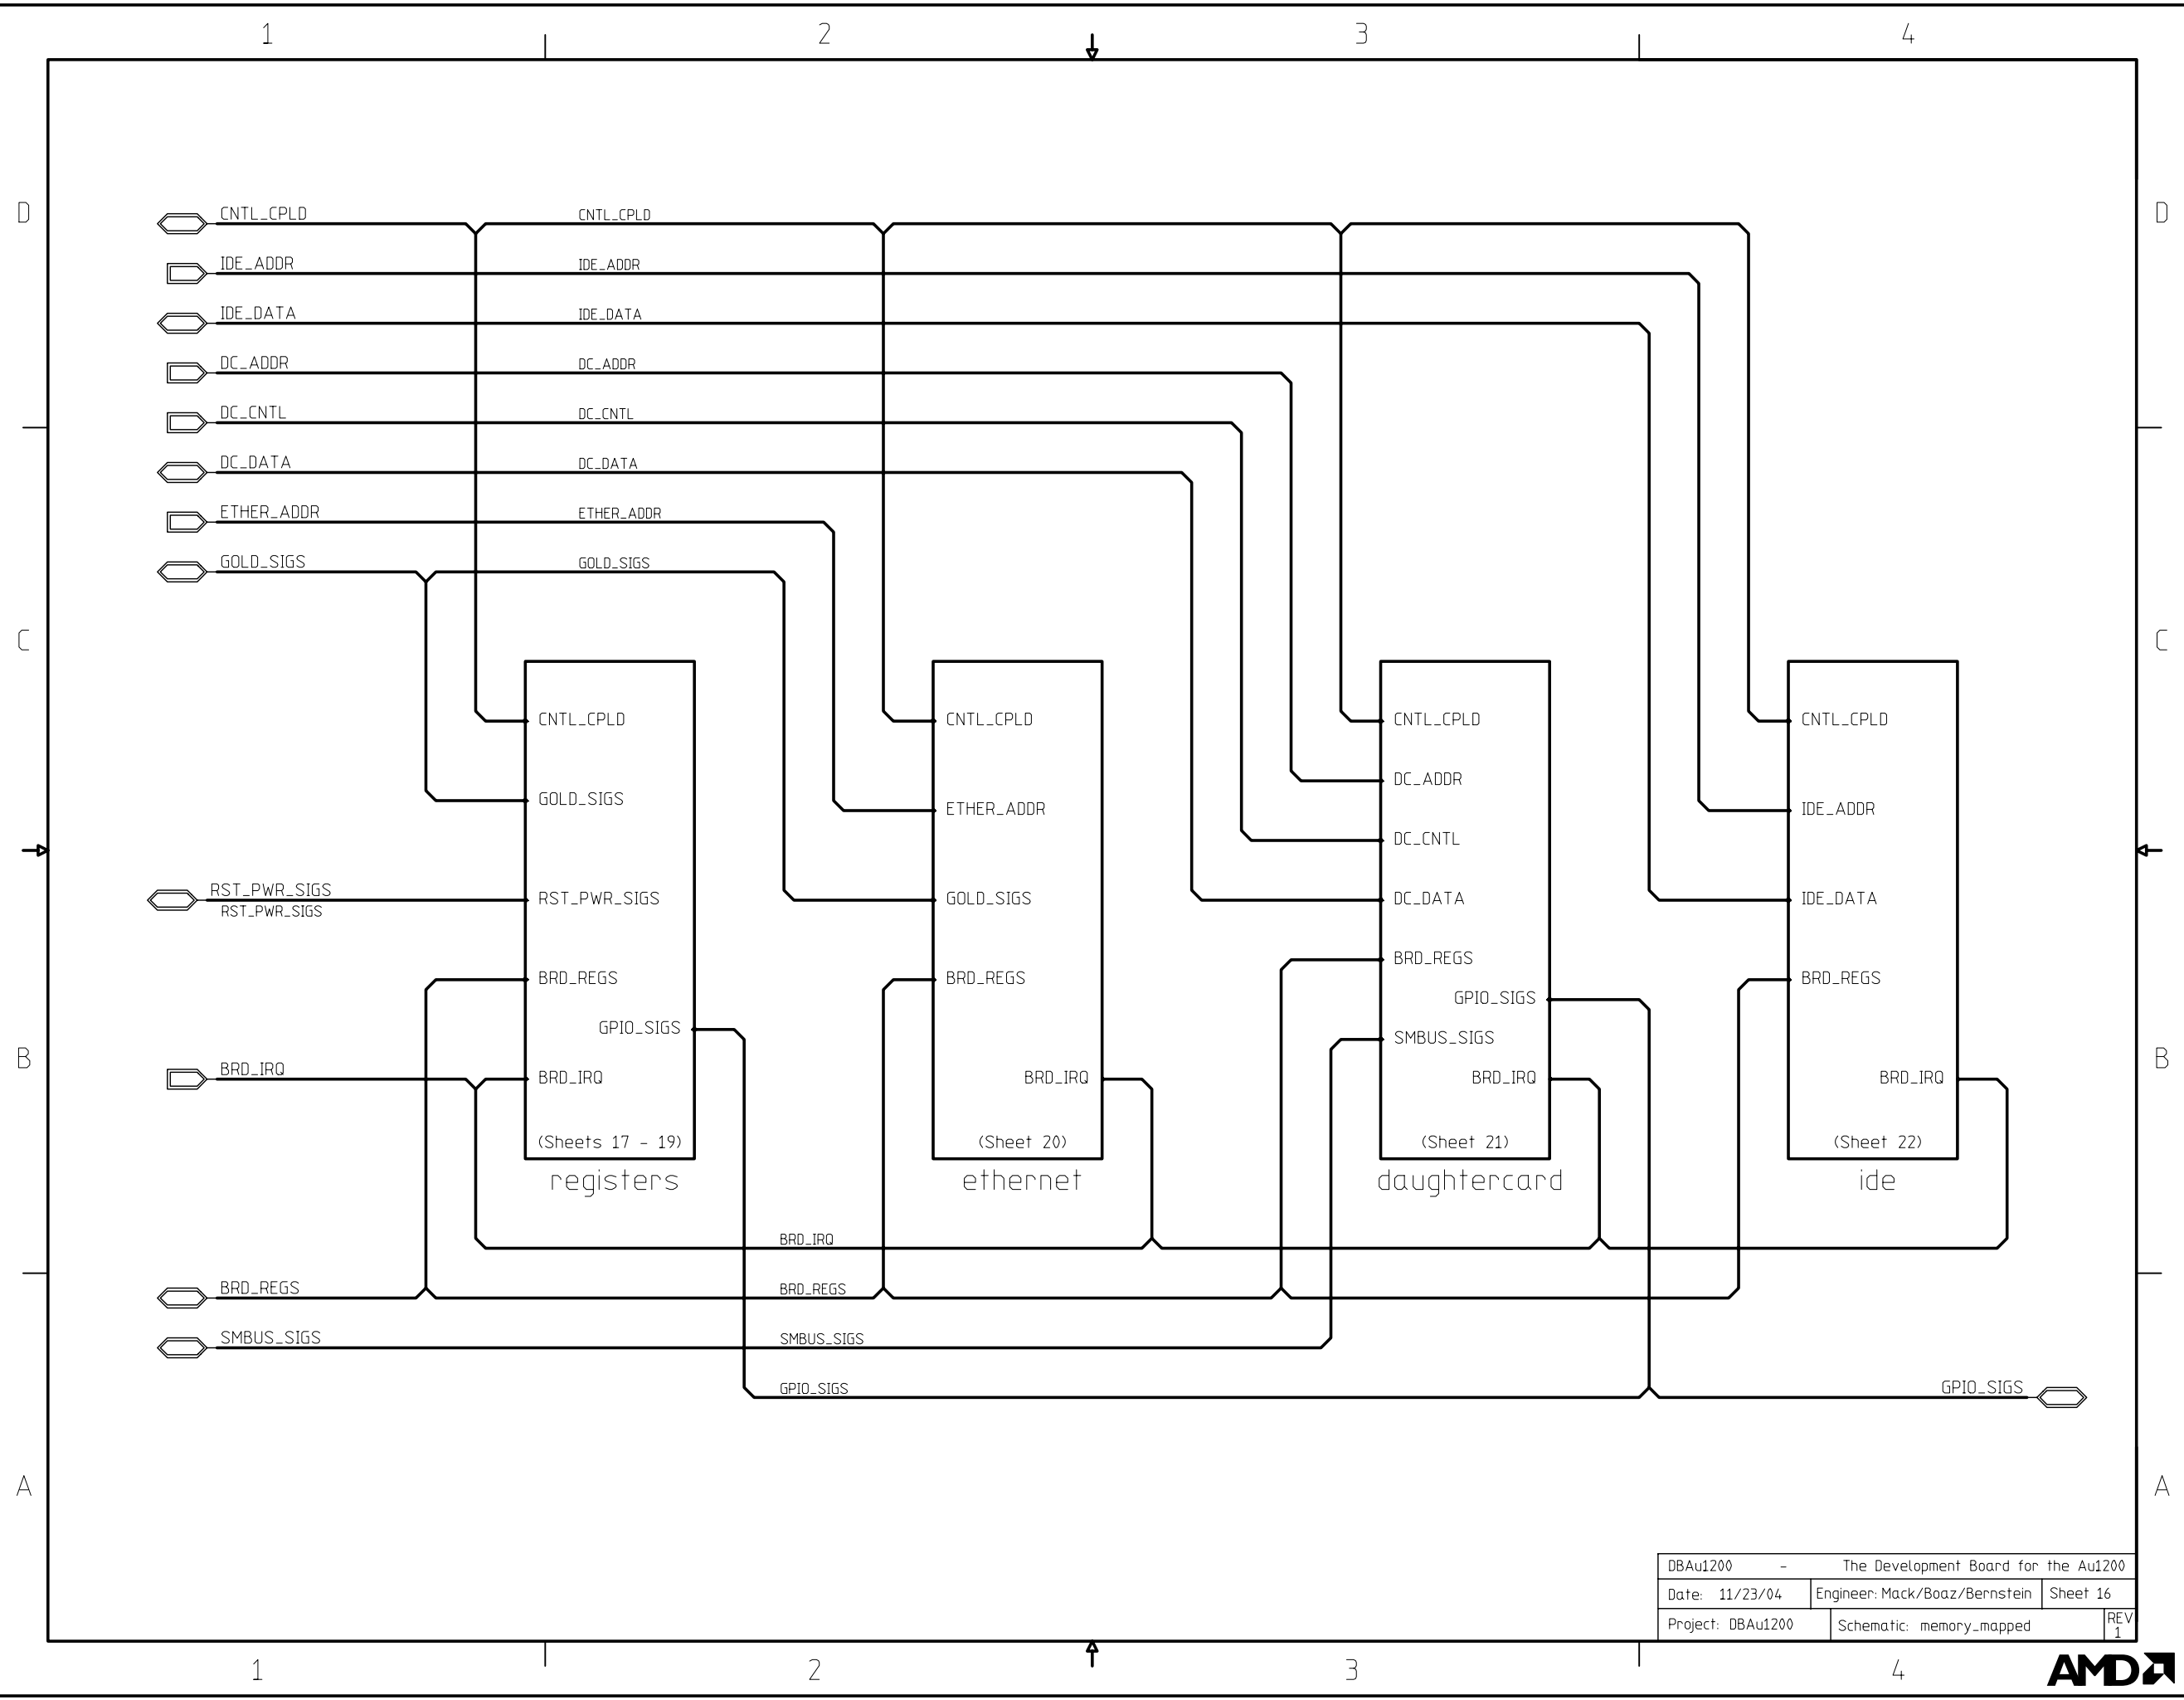 1 2 3 4
D D
CNTL_CPLD CNTL_CPLD
IDE_ADDR IDE_ADDR
IDE_DATA IDE_DATA
DC_ADDR DC_ADDR
DC_CNTL DC_CNTL
DC_DATA DC_DATA
ETHER_ADDR ETHER_ADDR
GOLD_SIGS GOLD_SIGS
C C
CNTL_CPLD CNTL_CPLD CNTL_CPLD CNTL_CPLD
DC_ADDR
GOLD_SIGS ETHER_ADDR IDE_ADDR
DC_CNTL
RST_PWR_SIGS RST_PWR_SIGS GOLD_SIGS DC_DATA IDE_DATA
RST_PWR_SIGS
BRD_REGS
BRD_REGS BRD_REGS BRD_REGS
GPIO_SIGS
GPIO_SIGS SMBUS_SIGS
B B
BRD_IRQ BRD_IRQ BRD_IRQ BRD_IRQ BRD_IRQ
(Sheets 17 - 19) (Sheet 20) (Sheet 21) (Sheet 22)
registers ethernet daughtercard ide
BRD_IRQ
BRD_REGS BRD_REGS
SMBUS_SIGS SMBUS_SIGS
GPIO_SIGS GPIO_SIGS
A A
DBAu1200 - The Development Board for the Au1200
Date: 11/23/04 Engineer: Mack/Boaz/Bernstein Sheet 16
Project: DBAu1200 Schematic: memory_mapped REV
1
1 2 3 4
AMD